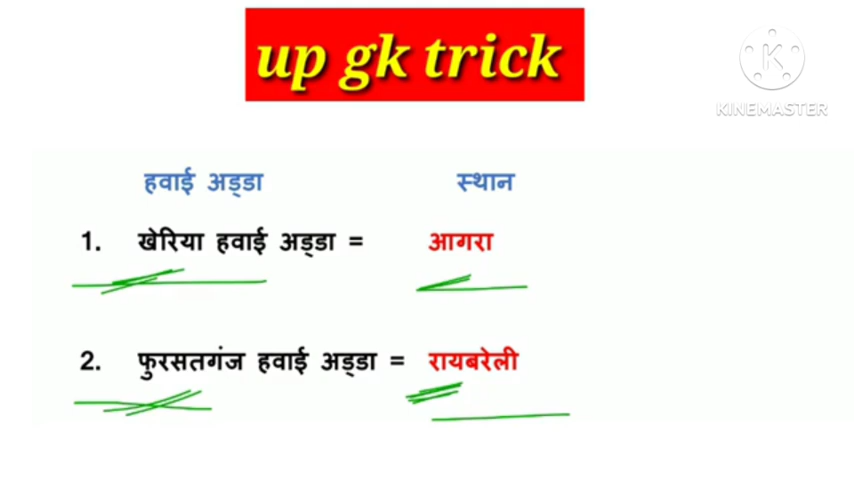 up gk trick
KINEMASTER
हवाई अड्डा स्थान
1. खेरिया हवाई अड्डा = आगरा
2. फुरसतगंज हवाई अड्डा = रायबरेली